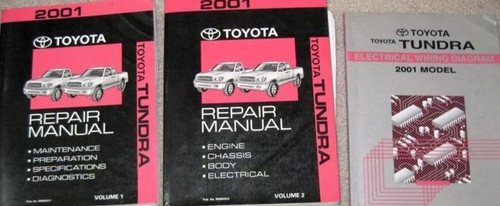 2001
TOYOTA
TOYOTA TUNDRA
REPAIR
MANUAL
• MAINTENANCE
• PREPARATION
• SPECIFICATIONS
• DIAGNOSTICS
VOLUME 1
2001
TOYOTA
TOYOTA TUNDRA
REPAIR
MANUAL
• ENGINE
• CHASSIS
• BODY
• ELECTRICAL
VOLUME 2
TOYOTA
TOYOTA TUNDRA
ELECTRICAL WIRING DIAGRAM
2001 MODEL